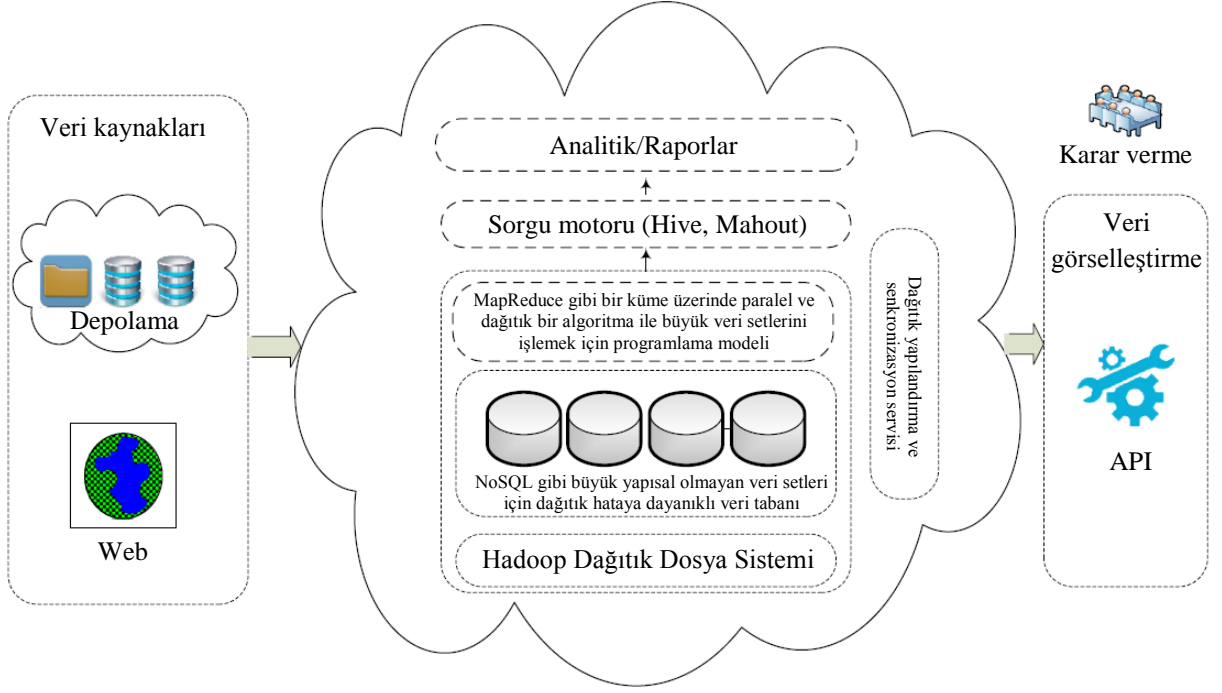 Veri kaynakları
Depolama
Web
Analitik/Raporlar
Sorgu motoru (Hive, Mahout)
MapReduce gibi bir küme üzerinde paralel ve
dağıtık bir algoritma ile büyük veri setlerini
işlemek için programlama modeli
NoSQL gibi büyük yapısal olmayan veri setleri
için dağıtık hataya dayanıklı veri tabanı
Hadoop Dağıtık Dosya Sistemi
Dağıtık yapılandırma ve
senkronizasyon servisi
Karar verme
Veri
görselleştirme
API